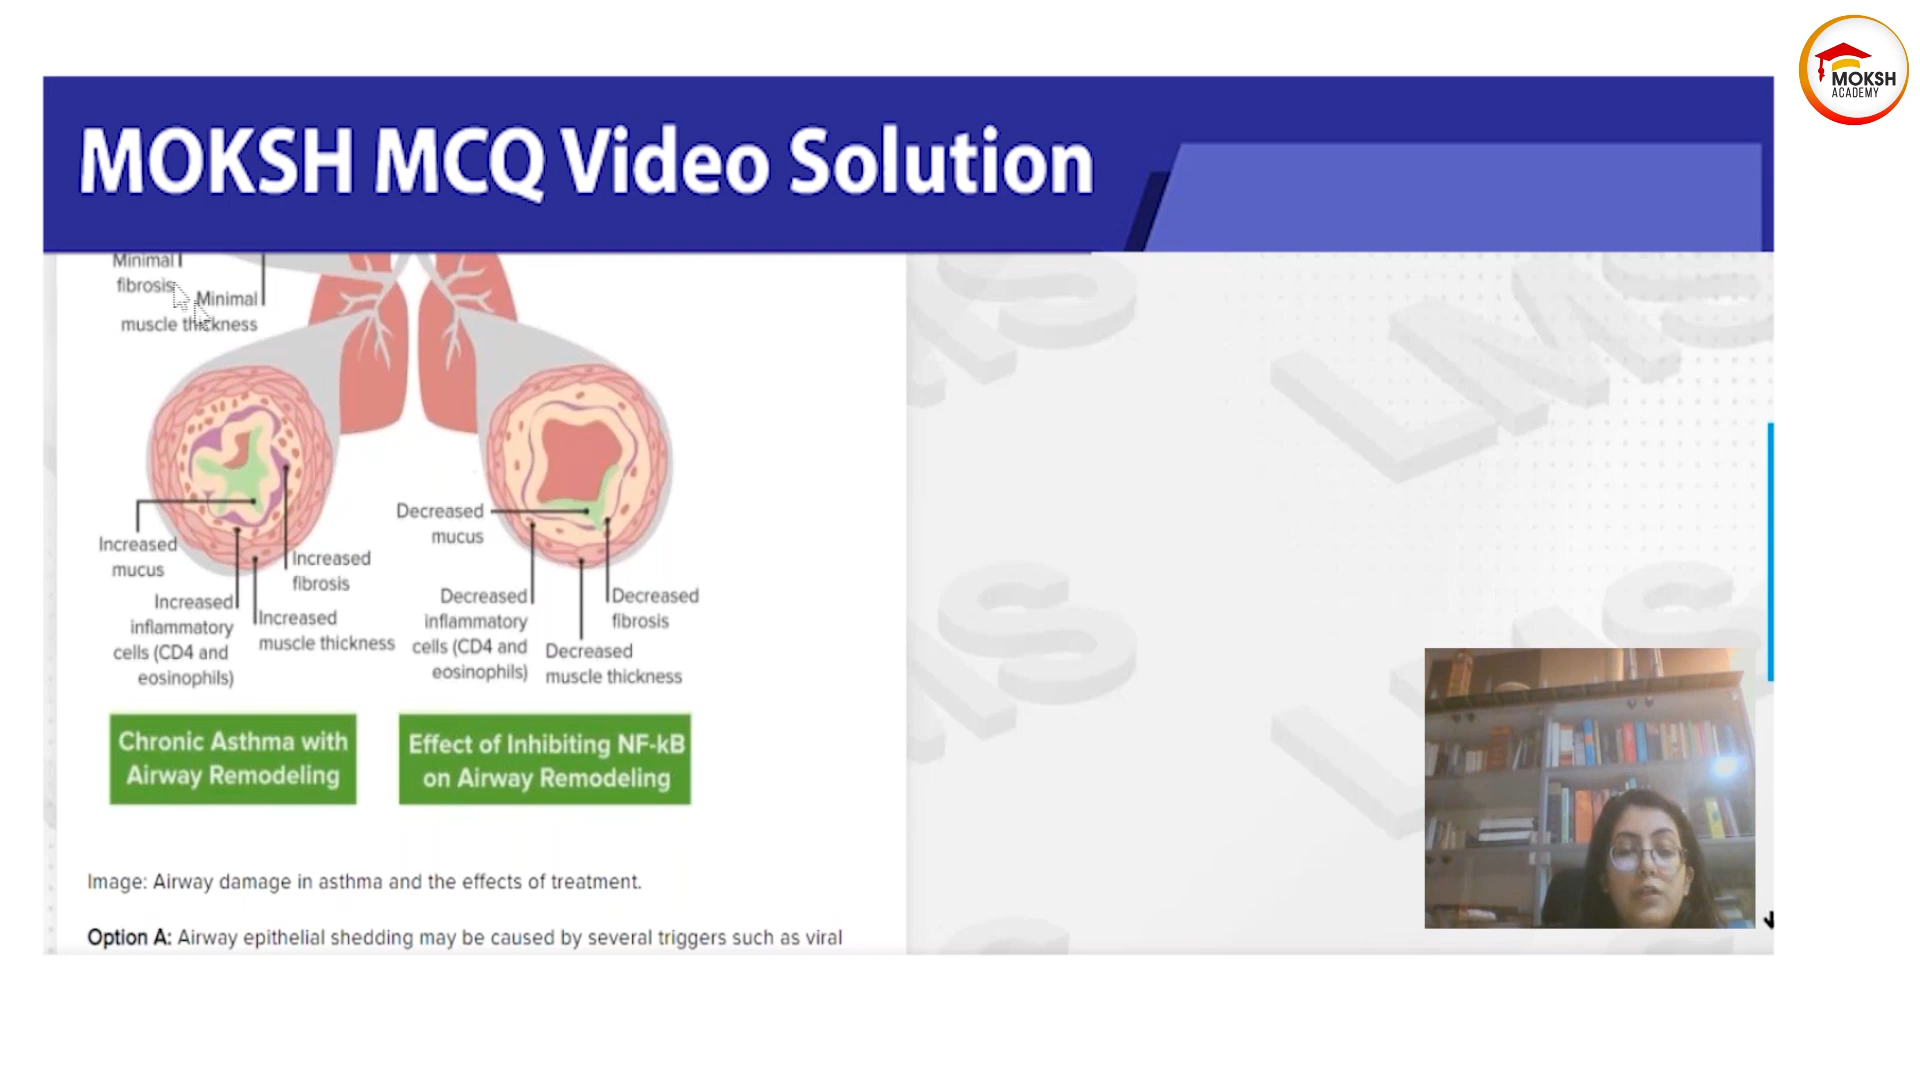 MOKSH
ACADEMY
MOKSH MCQ Video Solution
Minimal
fibrosis
Minimal
muscle thickness
Increased
mucus
Increased
fibrosis
Increased
inflammatory
cells (CD4 and
eosinophils)
Increased
muscle thickness
Decreased
mucus
Decreased
inflammatory
cells (CD4 and
eosinophils)
Decreased
fibrosis
Decreased
muscle thickness
Chronic Asthma with
Airway Remodeling
Effect of Inhibiting NF-kB
on Airway Remodeling
Image: Airway damage in asthma and the effects of treatment.
Option A: Airway epithelial shedding may be caused by several triggers such as viral
LMS
LMS